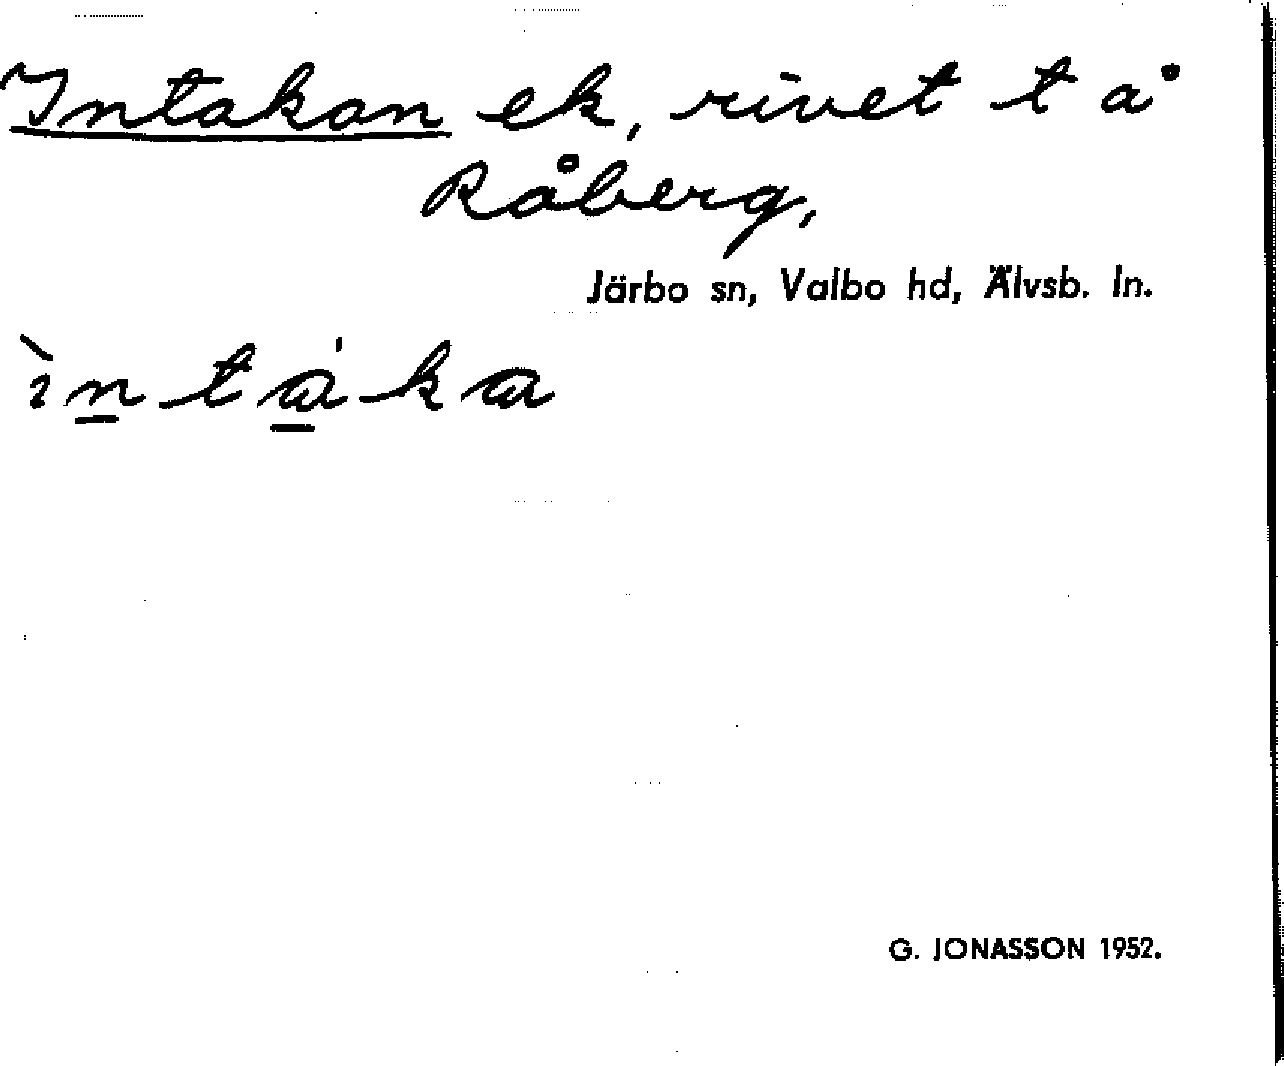 Intakan ek, rivet t å
Råberg,
Järbo sn, Valbo hd, Älvsb. ln.
ìntáka
G. JONASSON 1952.